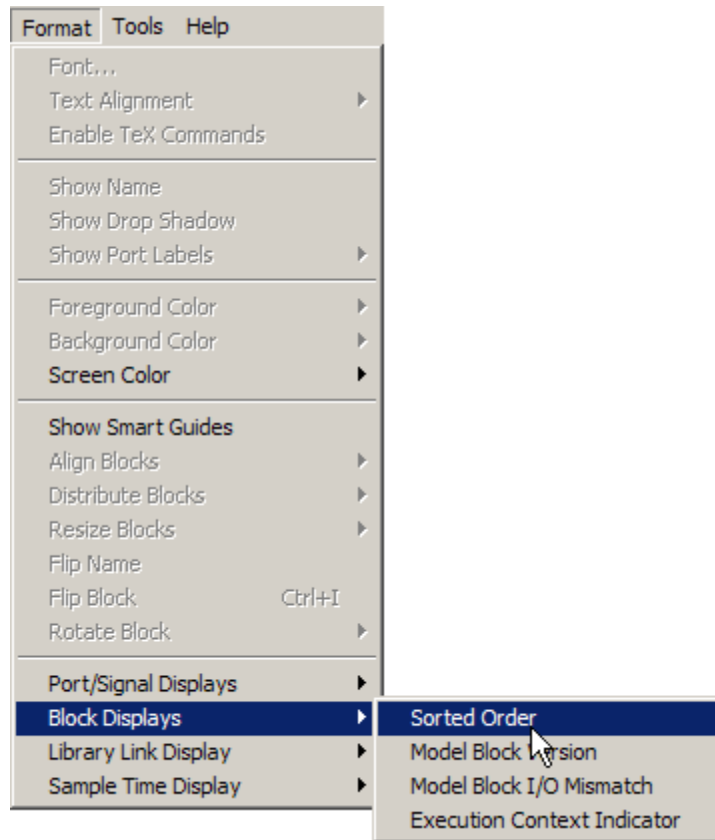 Format Tools Help
Font...
Text Alignment
Enable TeX Commands
Show Name
Show Drop Shadow
Show Port Labels
Foreground Color
Background Color
Screen Color
Show Smart Guides
Align Blocks
Distribute Blocks
Resize Blocks
Flip Name
Flip Block Ctrl+I
Rotate Block
Port/Signal Displays
Block Displays
Library Link Display
Sample Time Display
Sorted Order
Model Block Version
Model Block I/O Mismatch
Execution Context Indicator